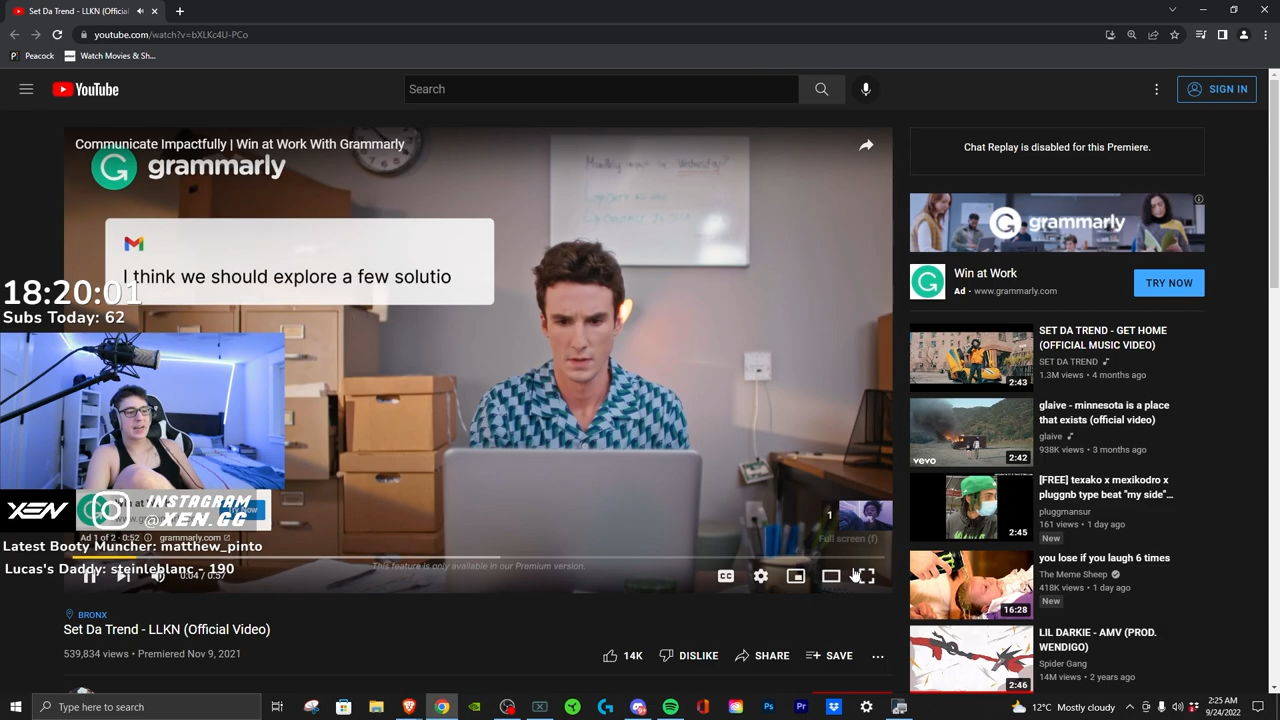 Set Da Trend - LLKN (Official
youtube.com/watch?v=bXLKc4U-PCo
Peacock
Watch Movies & Sh...
YouTube
Search
SIGN IN
Communicate Impactfully | Win at Work With Grammarly
grammarly
I think we should explore a few solutio
18:20:01
Subs Today: 62
XEN
INSTAGRAM
@XEN.CC
Try Now
Ad 1 of 2 · 0:52
grammarly.com
Latest Booty Muncher: matthew_pinto
Lucas's Daddy: steinleblanc - 190
0:04 / 0:57
1
Full screen (f)
This feature is only available in our Premium version.
CC
BRONX
Set Da Trend - LLKN (Official Video)
539,834 views • Premiered Nov 9, 2021
14K
DISLIKE
SHARE
SAVE
Chat Replay is disabled for this Premiere.
grammarly
Win at Work
Ad • www.grammarly.com
TRY NOW
SET DA TREND - GET HOME
(OFFICIAL MUSIC VIDEO)
SET DA TREND
1.3M views • 4 months ago
2:43
glaive - minnesota is a place
that exists (official video)
glaive
938K views • 3 months ago
vevo
2:42
[FREE] texako x mexikodro x
pluggnb type beat "my side"...
pluggmansur
161 views • 1 day ago
New
2:45
you lose if you laugh 6 times
The Meme Sheep
418K views • 1 day ago
New
16:28
LIL DARKIE - AMV (PROD.
WENDIGO)
Spider Gang
14M views • 2 years ago
2:46
Type here to search
12°C Mostly cloudy
2:25 AM
9/24/2022